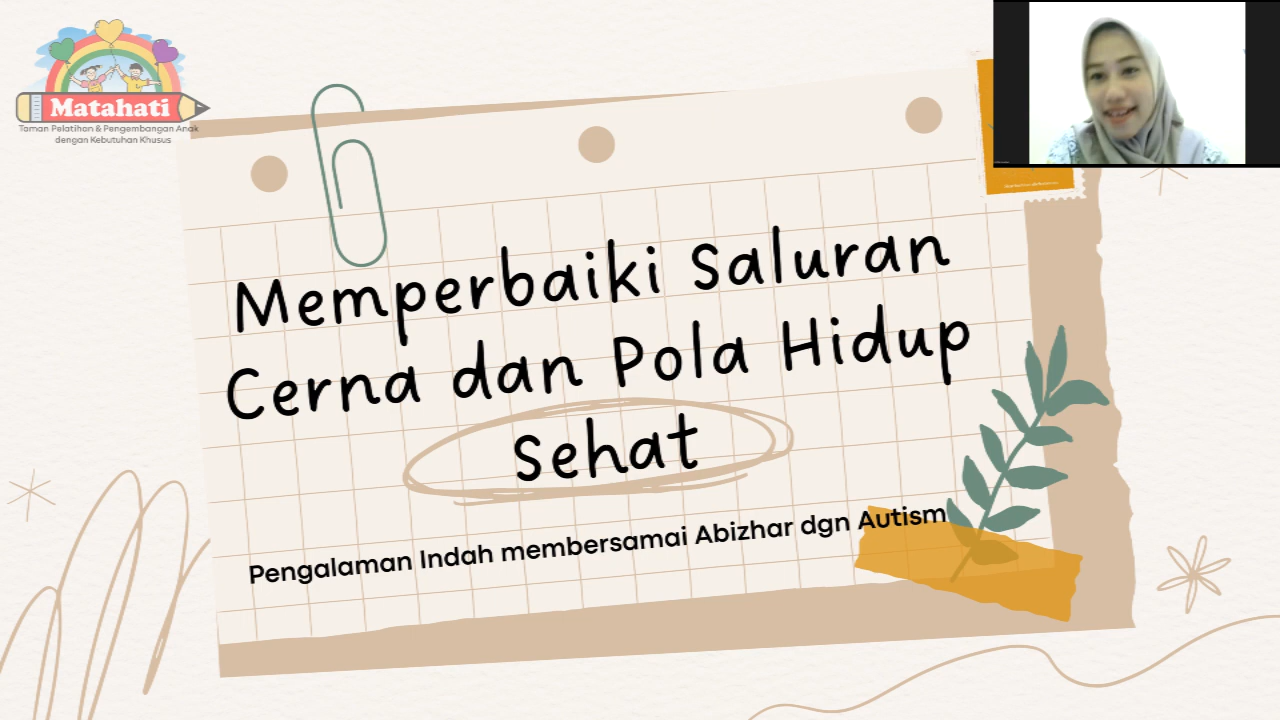 Matahati
Taman Pelatihan & Pengembangan Anak
dengan Kebutuhan Khusus
Memperbaiki Saluran
Cerna dan Pola Hidup
Sehat
Pengalaman Indah membersamai Abizhar dgn Autism